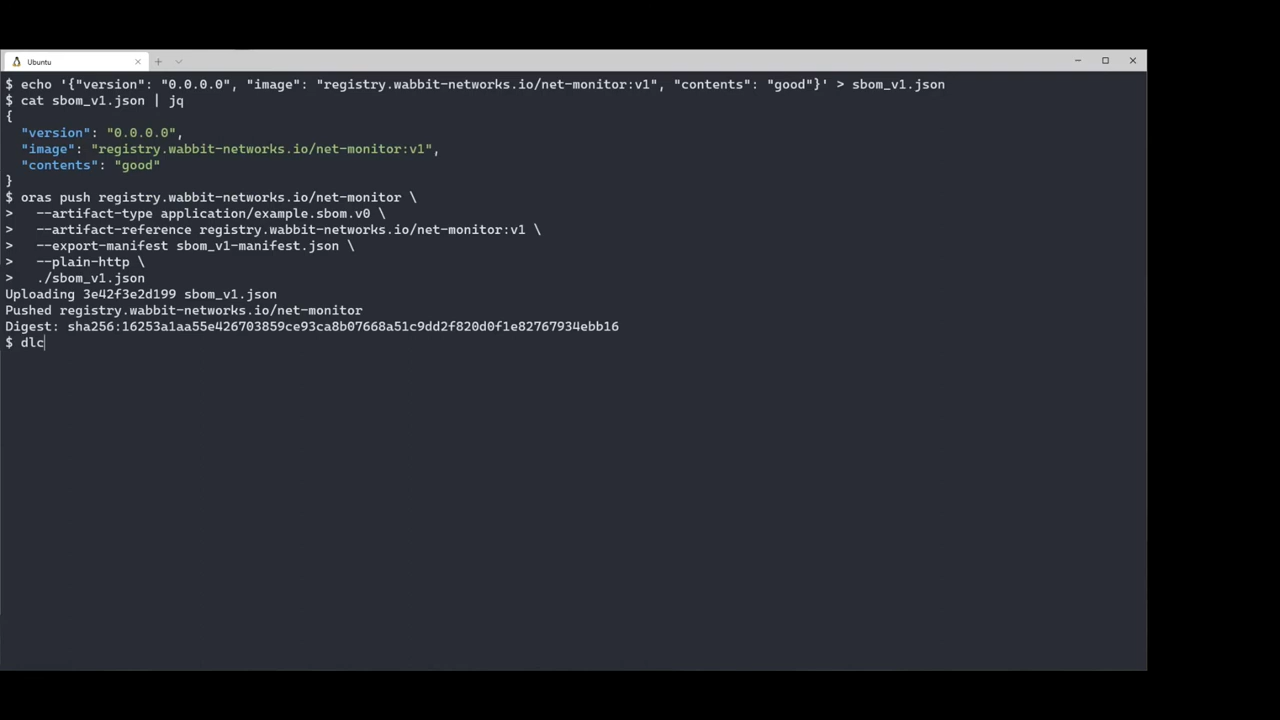 Ubuntu
$ echo '{"version": "0.0.0.0", "image": "registry.wabbit-networks.io/net-monitor:v1", "contents": "good"}' > sbom_v1.json
$ cat sbom_v1.json | jq
{
  "version": "0.0.0.0",
  "image": "registry.wabbit-networks.io/net-monitor:v1",
  "contents": "good"
}
$ oras push registry.wabbit-networks.io/net-monitor \
>   --artifact-type application/example.sbom.v0 \
>   --artifact-reference registry.wabbit-networks.io/net-monitor:v1 \
>   --export-manifest sbom_v1-manifest.json \
>   --plain-http \
>   ./sbom_v1.json
Uploading 3e42f3e2d199 sbom_v1.json
Pushed registry.wabbit-networks.io/net-monitor
Digest: sha256:16253a1aa55e426703859ce93ca8b07668a51c9dd2f820d0f1e82767934ebb16
$ dlc